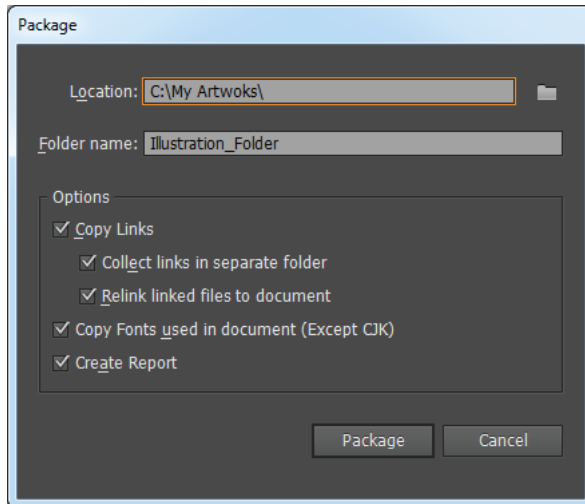 Package
Location: C:\My Artwoks\
Folder name: Illustration_Folder
Options
Copy Links
Collect links in separate folder
Relink linked files to document
Copy Fonts used in document (Except CJK)
Create Report
Package Cancel